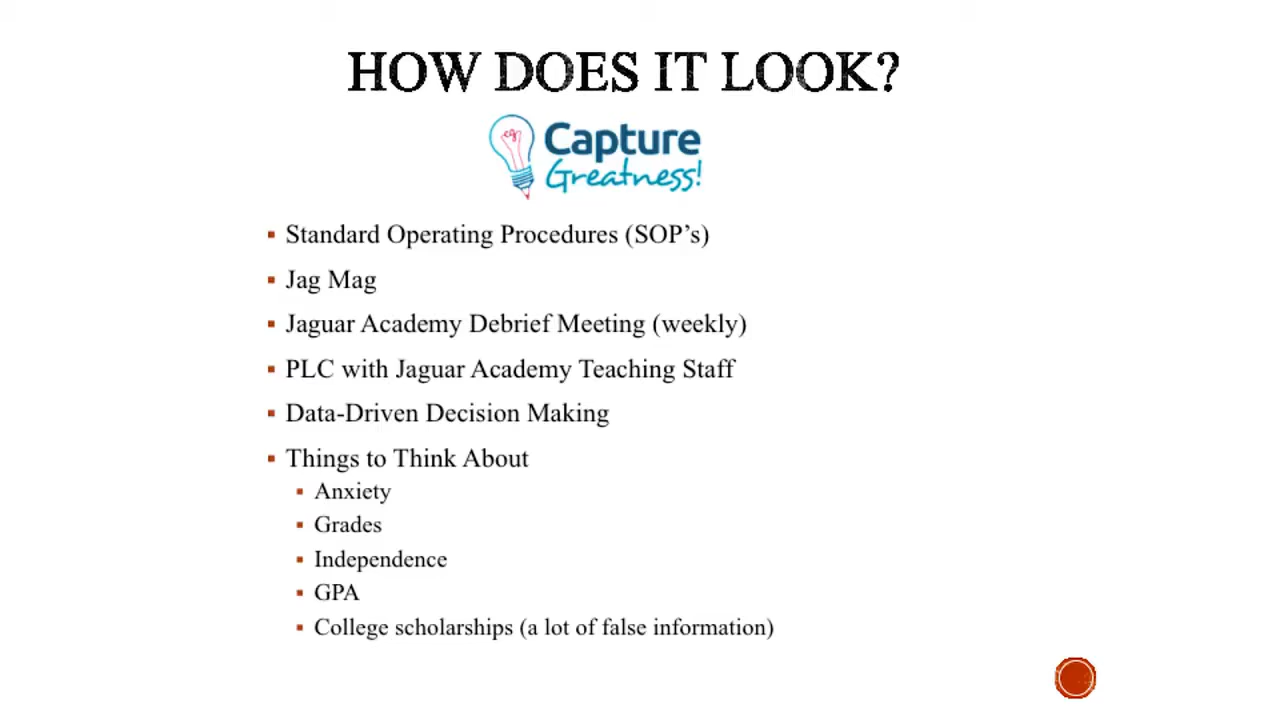 HOW DOES IT LOOK?
eg
Capture
Greatness!
Standard Operating Procedures (SOP’s)
Jag Mag
Jaguar Academy Debrief Meeting (weekly)
PLC with Jaguar Academy Teaching Staff
Data-Driven Decision Making
Things to Think About
Anxiety
Grades
Independence
GPA
College scholarships (a lot of false information)